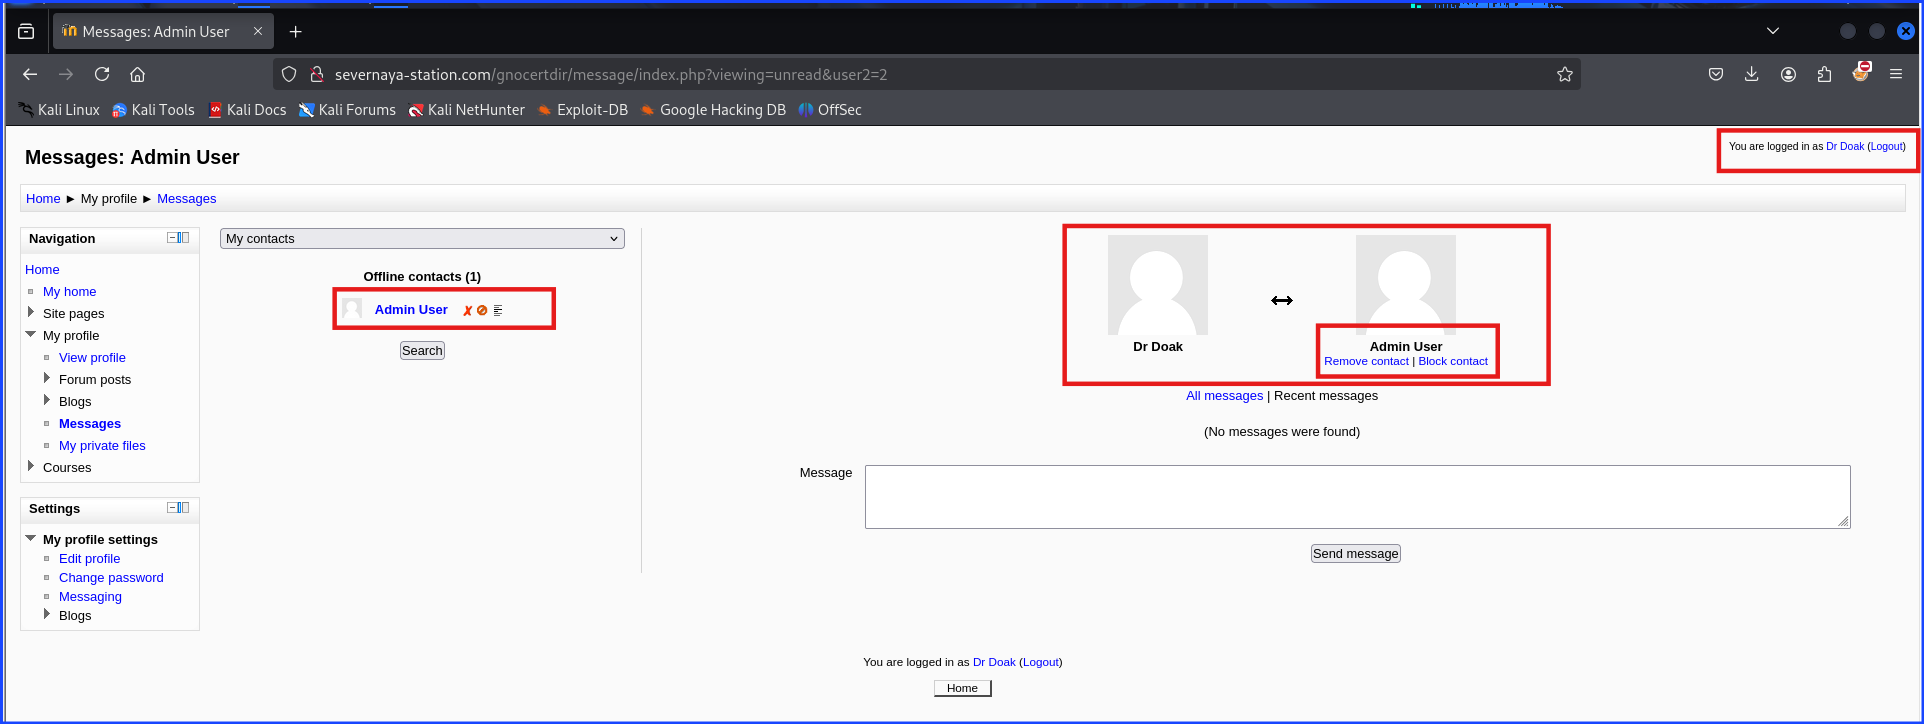 Messages: Admin User
severnaya-station.com/gnocertdir/message/index.php?viewing=unread&user2=2
Kali Linux Kali Tools Kali Docs Kali Forums Kali NetHunter Exploit-DB Google Hacking DB OffSec
Messages: Admin User
You are logged in as Dr Doak (Logout)
Home ► My profile ► Messages
Navigation
Home
My home
Site pages
My profile
View profile
Forum posts
Blogs
Messages
My private files
Courses
Settings
My profile settings
Edit profile
Change password
Messaging
Blogs
My contacts
Offline contacts (1)
Admin User
Search
Dr Doak
Admin User
Remove contact | Block contact
All messages | Recent messages
(No messages were found)
Message
Send message
You are logged in as Dr Doak (Logout)
Home